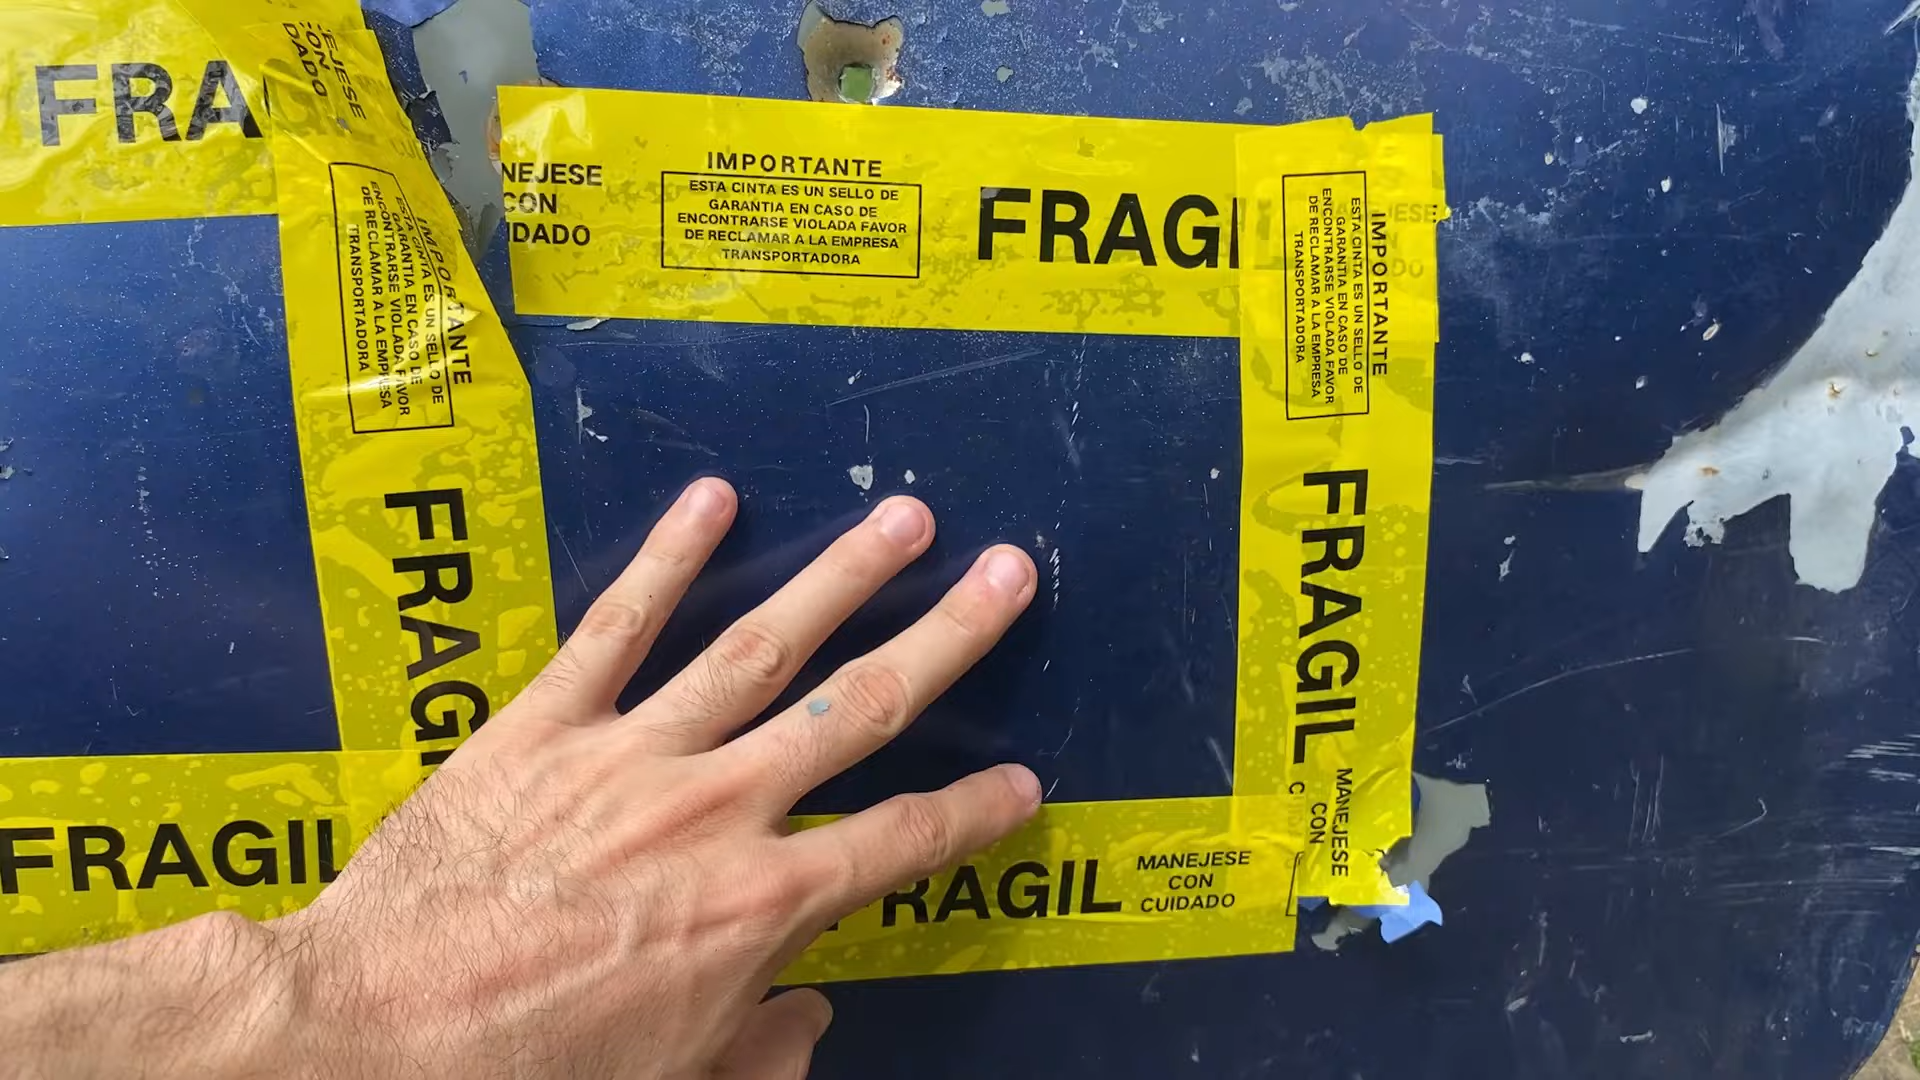 FRA
NEJESE
CON
IDADO
IMPORTANTE
ESTA CINTA ES UN SELLO DE
GARANTIA EN CASO DE
ENCONTRARSE VIOLADA FAVOR
DE RECLAMAR A LA EMPRESA
TRANSPORTADORA
FRAGI
EJESE
CON
DADO
IMPORTANTE
ESTA CINTA ES UN SELLO DE
GARANTIA EN CASO DE
ENCONTRARSE VIOLADA FAVOR
DE RECLAMAR A LA EMPRESA
TRANSPORTADORA
FRAGI
IMPORTANTE
ESTA CINTA ES UN SELLO DE
GARANTIA EN CASO DE
ENCONTRARSE VIOLADA FAVOR
DE RECLAMAR A LA EMPRESA
TRANSPORTADORA
FRAGIL
MANEJESE
CON
C
FRAGIL
RAGIL
MANEJESE
CON
CUIDADO